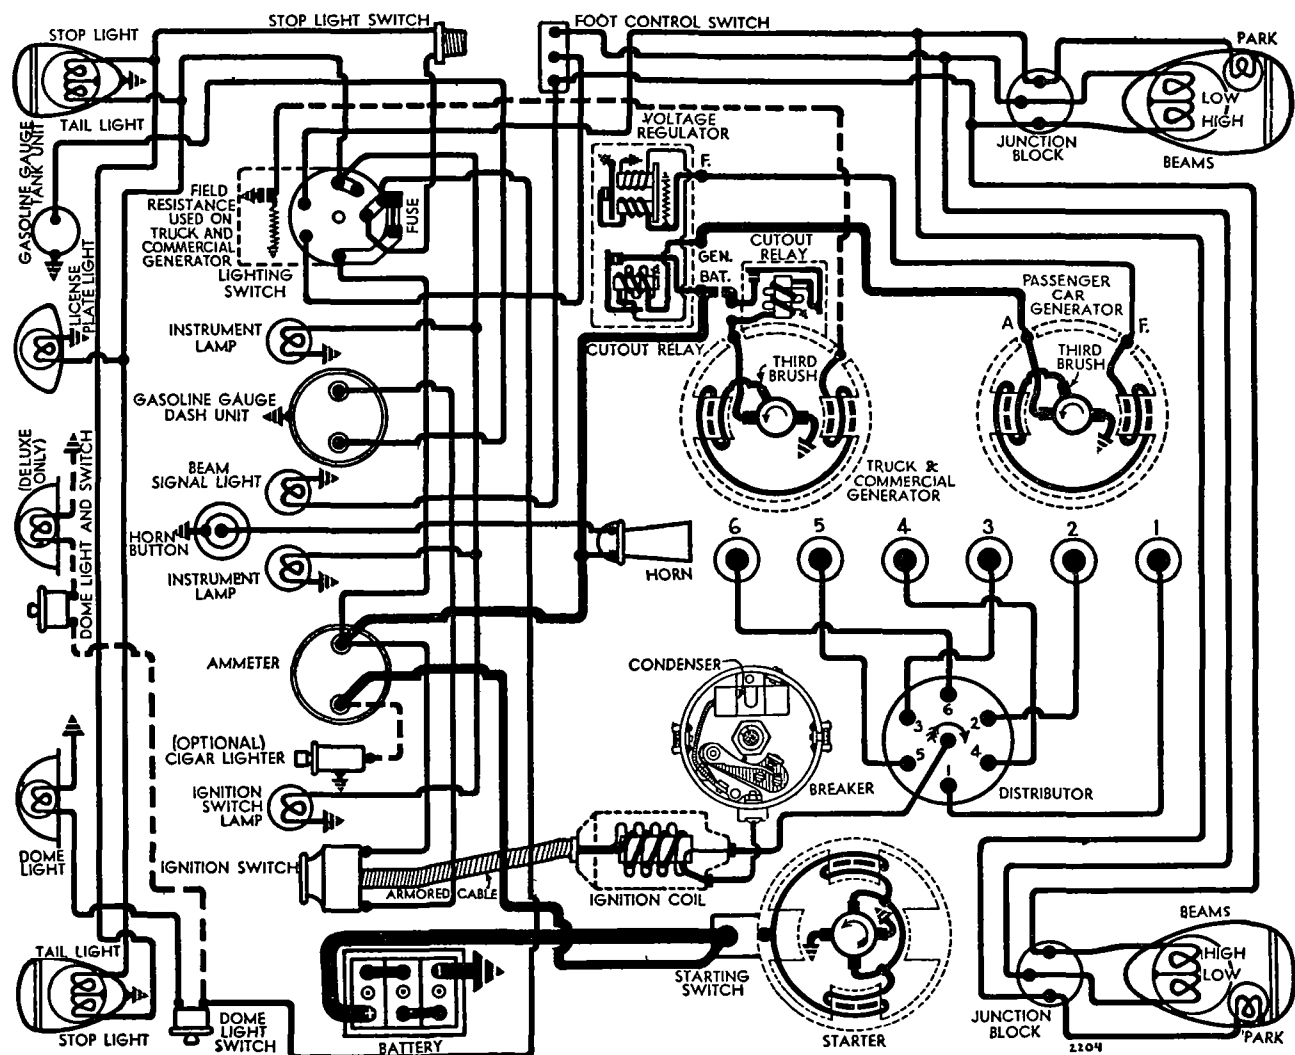 STOP LIGHT SWITCH
FOOT CONTROL SWITCH
STOP LIGHT
PARK
TAIL LIGHT
LOW
HIGH
VOLTAGE
REGULATOR
JUNCTION
BLOCK
BEAMS
GASOLINE GAUGE
TANK UNIT
F.
FIELD
RESISTANCE
USED ON
TRUCK AND
COMMERCIAL
GENERATOR
FUSE
LIGHTING
SWITCH
GEN.
BAT.
CUTOUT
RELAY
PASSENGER
CAR
GENERATOR
LICENSE
PLATE LIGHT
INSTRUMENT
LAMP
CUTOUT RELAY
A
F.
THIRD
BRUSH
THIRD
BRUSH
GASOLINE GAUGE
DASH UNIT
(DELUXE
ONLY)
DOME LIGHT AND SWITCH
BEAM
SIGNAL LIGHT
TRUCK &
COMMERCIAL
GENERATOR
HORN
BUTTON
6 5 4 3 2 1
INSTRUMENT
LAMP
HORN
AMMETER
CONDENSER
6
3 2
5 4
1
(OPTIONAL)
CIGAR LIGHTER
BREAKER
DISTRIBUTOR
IGNITION
SWITCH
LAMP
DOME
LIGHT
IGNITION SWITCH
ARMORED CABLE
IGNITION COIL
BEAMS
TAIL LIGHT
HIGH
LOW
STARTING
SWITCH
DOME
LIGHT
SWITCH
STOP LIGHT
BATTERY
STARTER
JUNCTION
BLOCK
PARK
2204